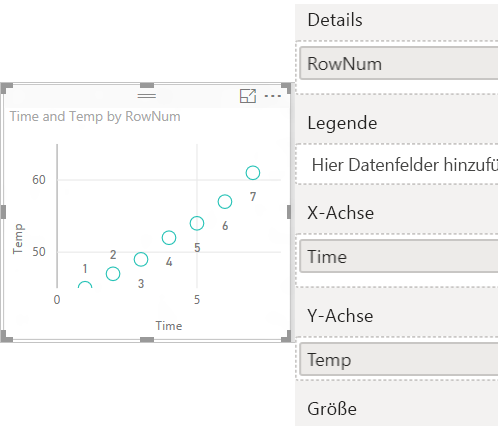 Time and Temp by RowNum
60
50
Temp
1
2
3
4
5
6
7
0
5
Time
Details
RowNum
Legende
Hier Datenfelder hinzufü
X-Achse
Time
Y-Achse
Temp
Größe